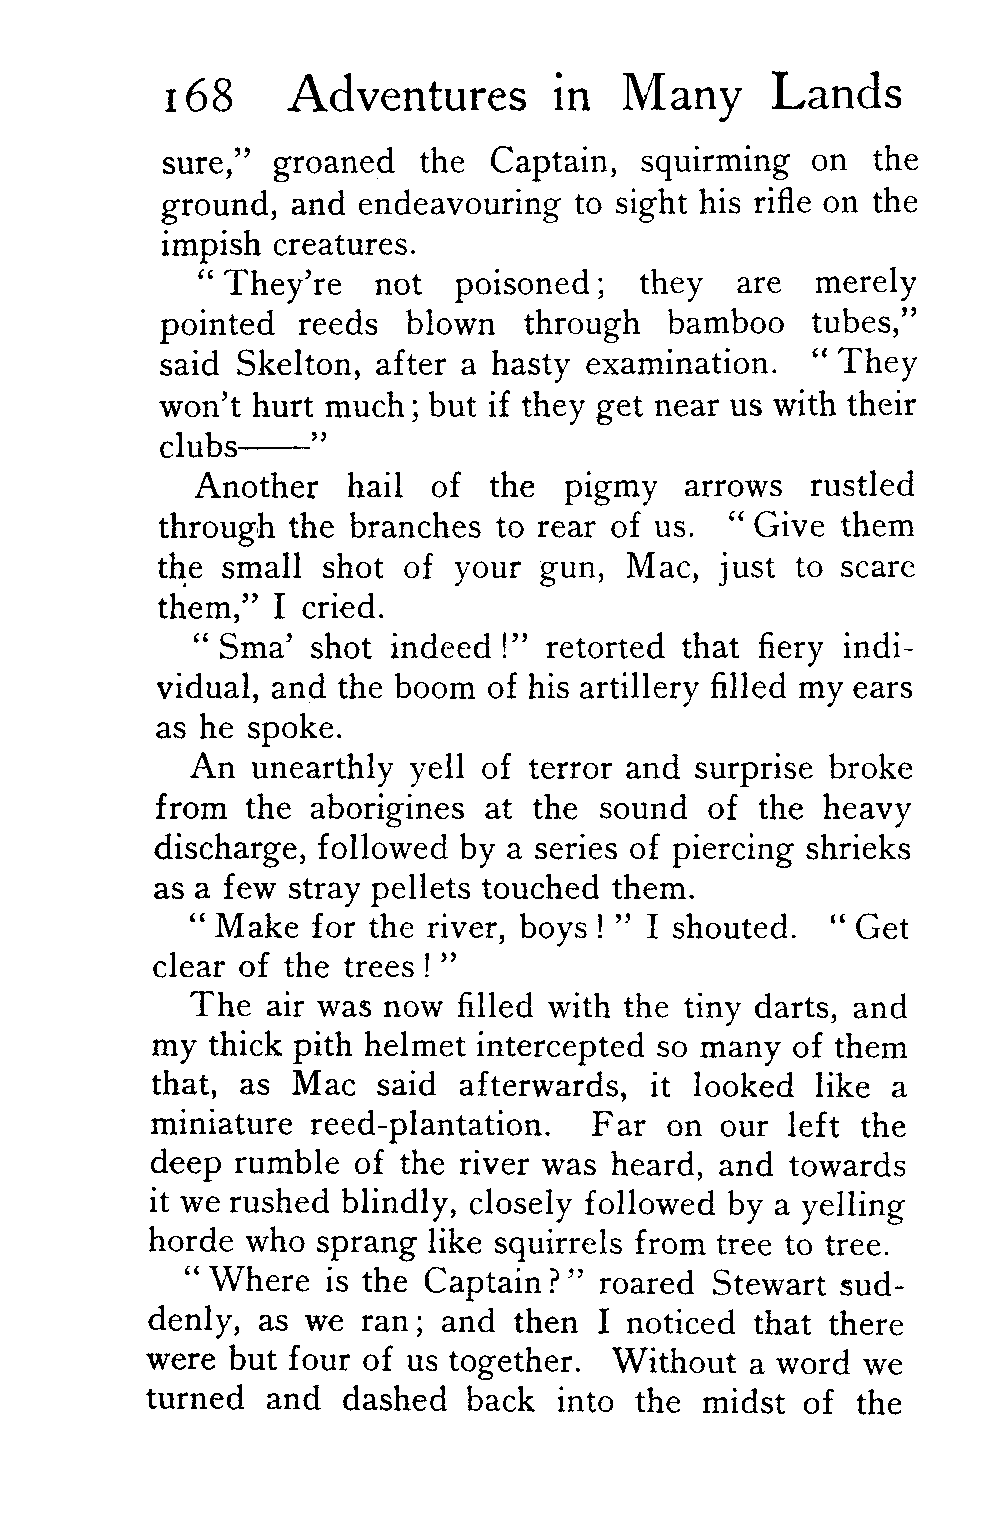 168 Adventures in Many Lands
sure,” groaned the Captain, squirming on the
ground, and endeavouring to sight his rifle on the
impish creatures.
“ They’re not poisoned ; they are merely
pointed reeds blown through bamboo tubes,”
said Skelton, after a hasty examination. “ They
won’t hurt much ; but if they get near us with their
clubs——”
Another hail of the pigmy arrows rustled
through the branches to rear of us. “ Give them
the small shot of your gun, Mac, just to scare
them,” I cried.
“ Sma’ shot indeed !” retorted that fiery indi-
vidual, and the boom of his artillery filled my ears
as he spoke.
An unearthly yell of terror and surprise broke
from the aborigines at the sound of the heavy
discharge, followed by a series of piercing shrieks
as a few stray pellets touched them.
“ Make for the river, boys ! ” I shouted. “ Get
clear of the trees ! ”
The air was now filled with the tiny darts, and
my thick pith helmet intercepted so many of them
that, as Mac said afterwards, it looked like a
miniature reed-plantation. Far on our left the
deep rumble of the river was heard, and towards
it we rushed blindly, closely followed by a yelling
horde who sprang like squirrels from tree to tree.
“ Where is the Captain ? ” roared Stewart sud-
denly, as we ran ; and then I noticed that there
were but four of us together. Without a word we
turned and dashed back into the midst of the